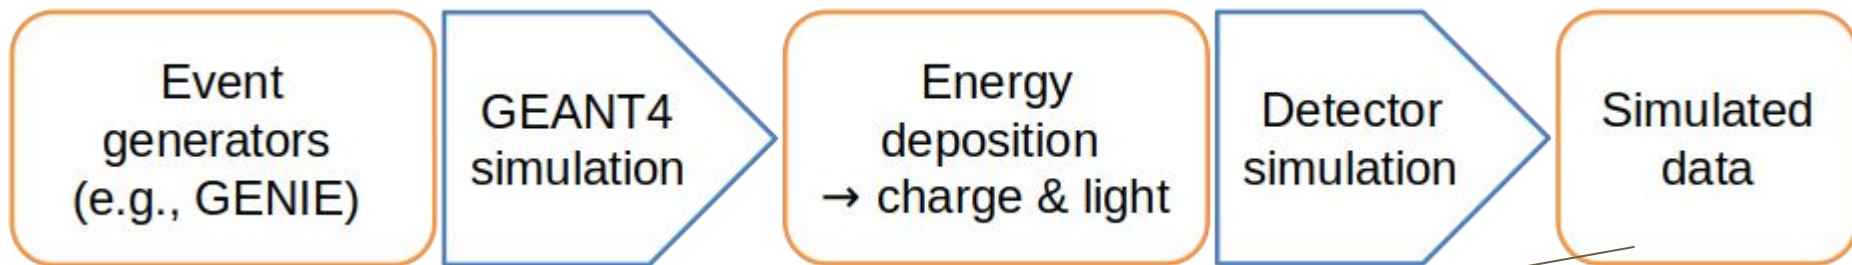 Event
generators
(e.g., GENIE)
GEANT4
simulation
Energy
deposition
→ charge & light
Detector
simulation
Simulated
data